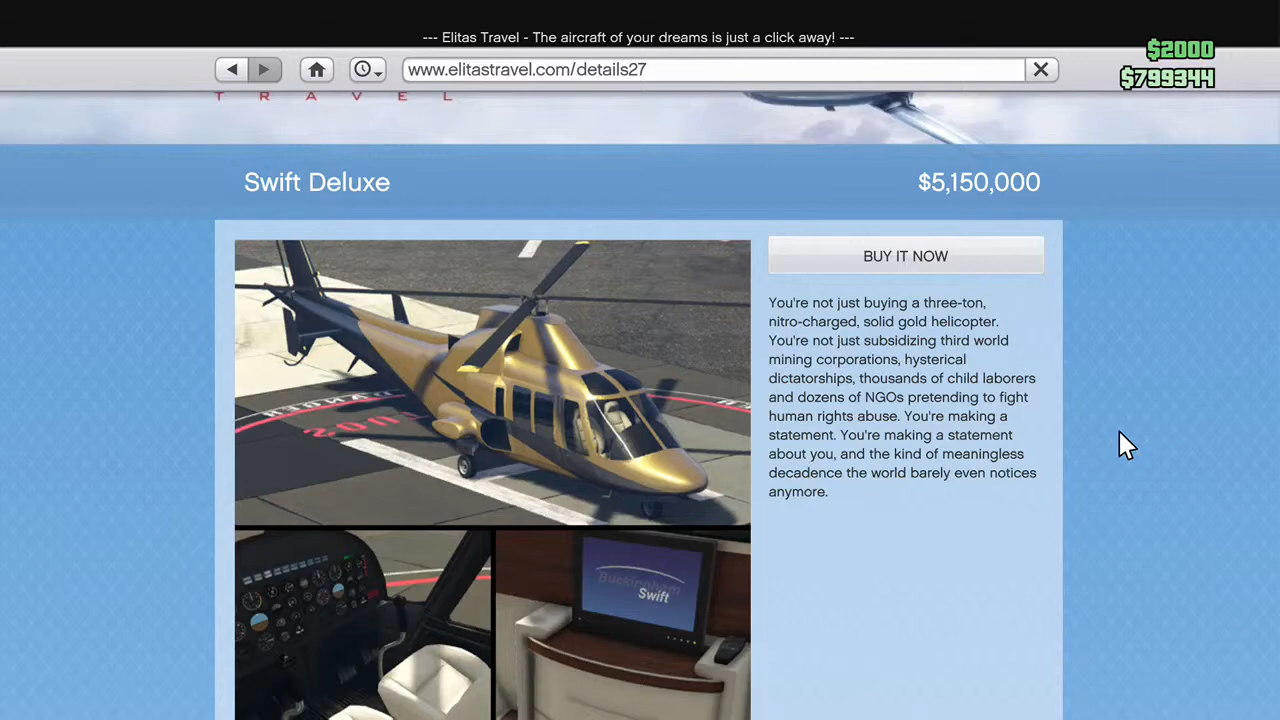 --- Elitas Travel - The aircraft of your dreams is just a click away! ---
$2000
www.elitastravel.com/details27
$799344
T R A V E L
Swift Deluxe
$5,150,000
BUY IT NOW
You're not just buying a three-ton,
nitro-charged, solid gold helicopter.
You're not just subsidizing third world
mining corporations, hysterical
dictatorships, thousands of child laborers
and dozens of NGOs pretending to fight
human rights abuse. You're making a
statement. You're making a statement
about you, and the kind of meaningless
decadence the world barely even notices
anymore.
Buckingham
Swift